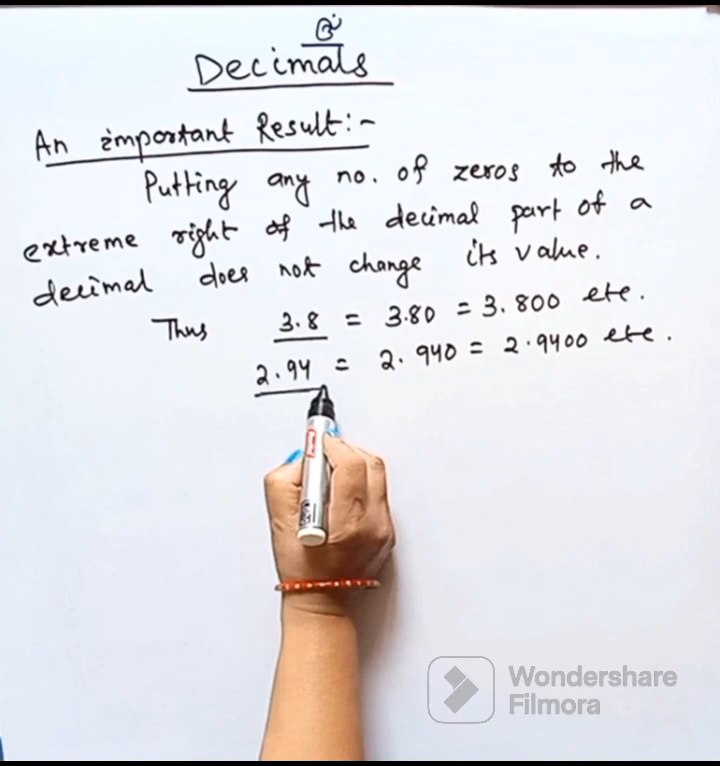 Decimals
An important Result:-
Putting any no. of zeros to the
extreme right of the decimal part of a
decimal does not change its value.
Thus 3.8 = 3.80 = 3.800 etc.
2.94 = 2.940 = 2.9400 etc.
Wondershare
Filmora